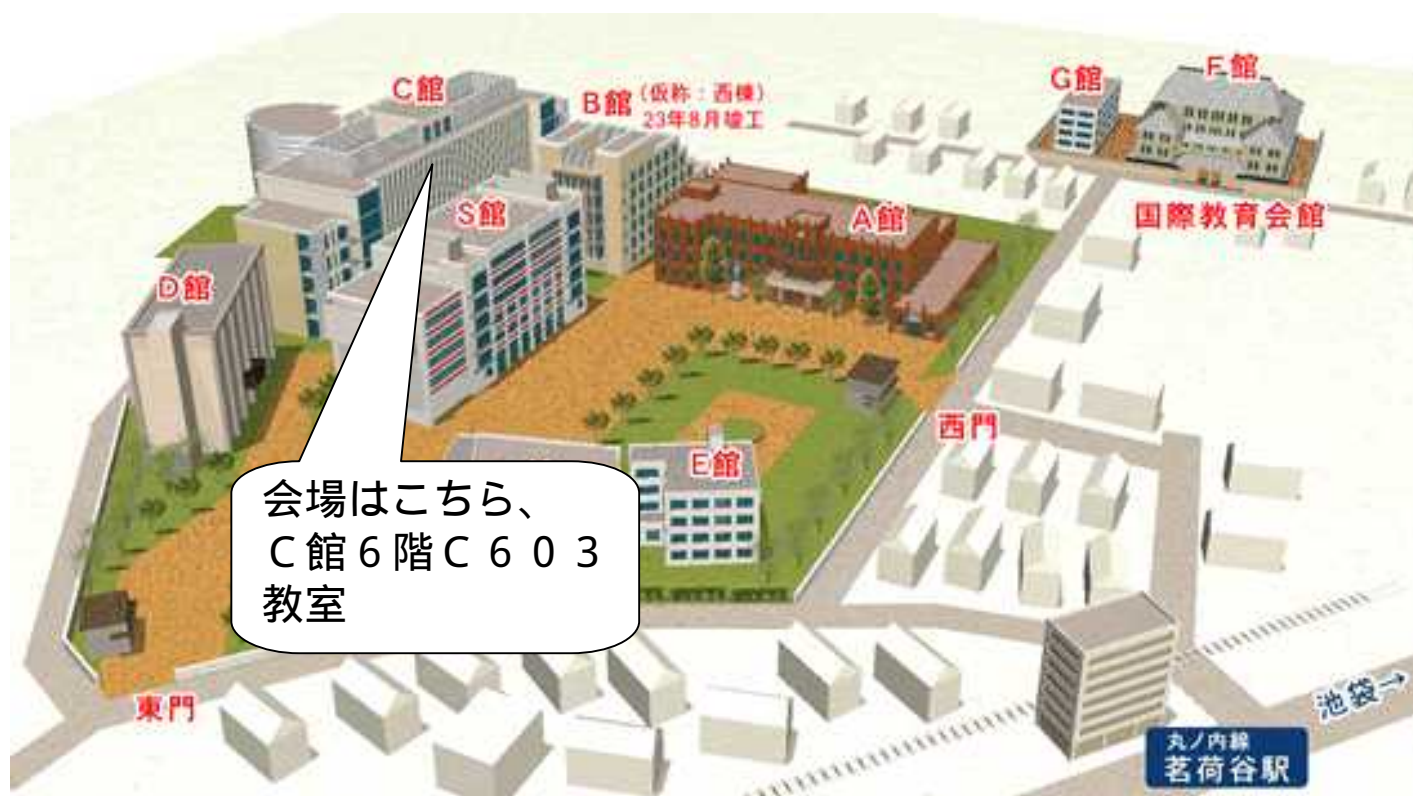 C館
B館（仮称：西棟）
23年8月竣工
G館
F館
S館
A館
国際教育会館
D館
西門
E館
会場はこちら、
Ｃ館６階Ｃ６０３
教室
東門
池袋→
丸ノ内線
茗荷谷駅